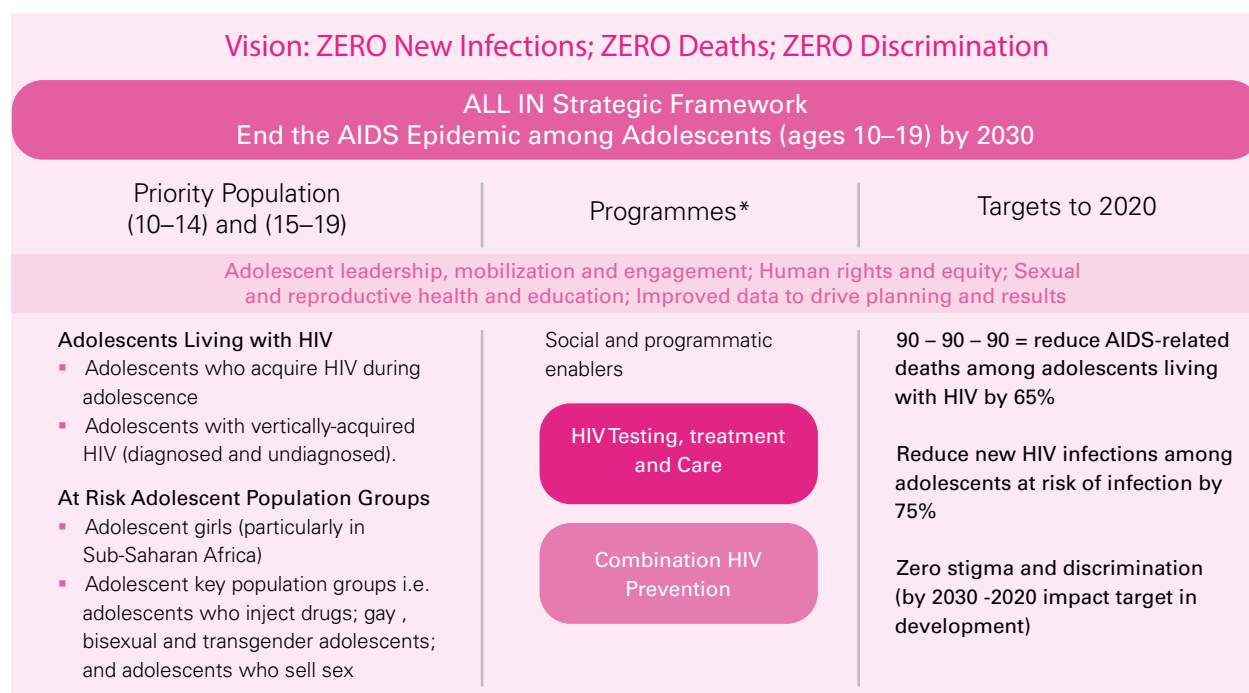 Vision: ZERO New Infections; ZERO Deaths; ZERO Discrimination
ALL IN Strategic Framework
End the AIDS Epidemic among Adolescents (ages 10–19) by 2030
Priority Population
(10–14) and (15–19)
Programmes*
Targets to 2020
Adolescent leadership, mobilization and engagement; Human rights and equity; Sexual
and reproductive health and education; Improved data to drive planning and results
Adolescents Living with HIV
▪ Adolescents who acquire HIV during
adolescence
▪ Adolescents with vertically-acquired
HIV (diagnosed and undiagnosed).
At Risk Adolescent Population Groups
▪ Adolescent girls (particularly in
Sub-Saharan Africa)
▪ Adolescent key population groups i.e.
adolescents who inject drugs; gay ,
bisexual and transgender adolescents;
and adolescents who sell sex
Social and programmatic
enablers
HIV Testing, treatment
and Care
Combination HIV
Prevention
90 – 90 – 90 = reduce AIDS-related
deaths among adolescents living
with HIV by 65%
Reduce new HIV infections among
adolescents at risk of infection by
75%
Zero stigma and discrimination
(by 2030 -2020 impact target in
development)